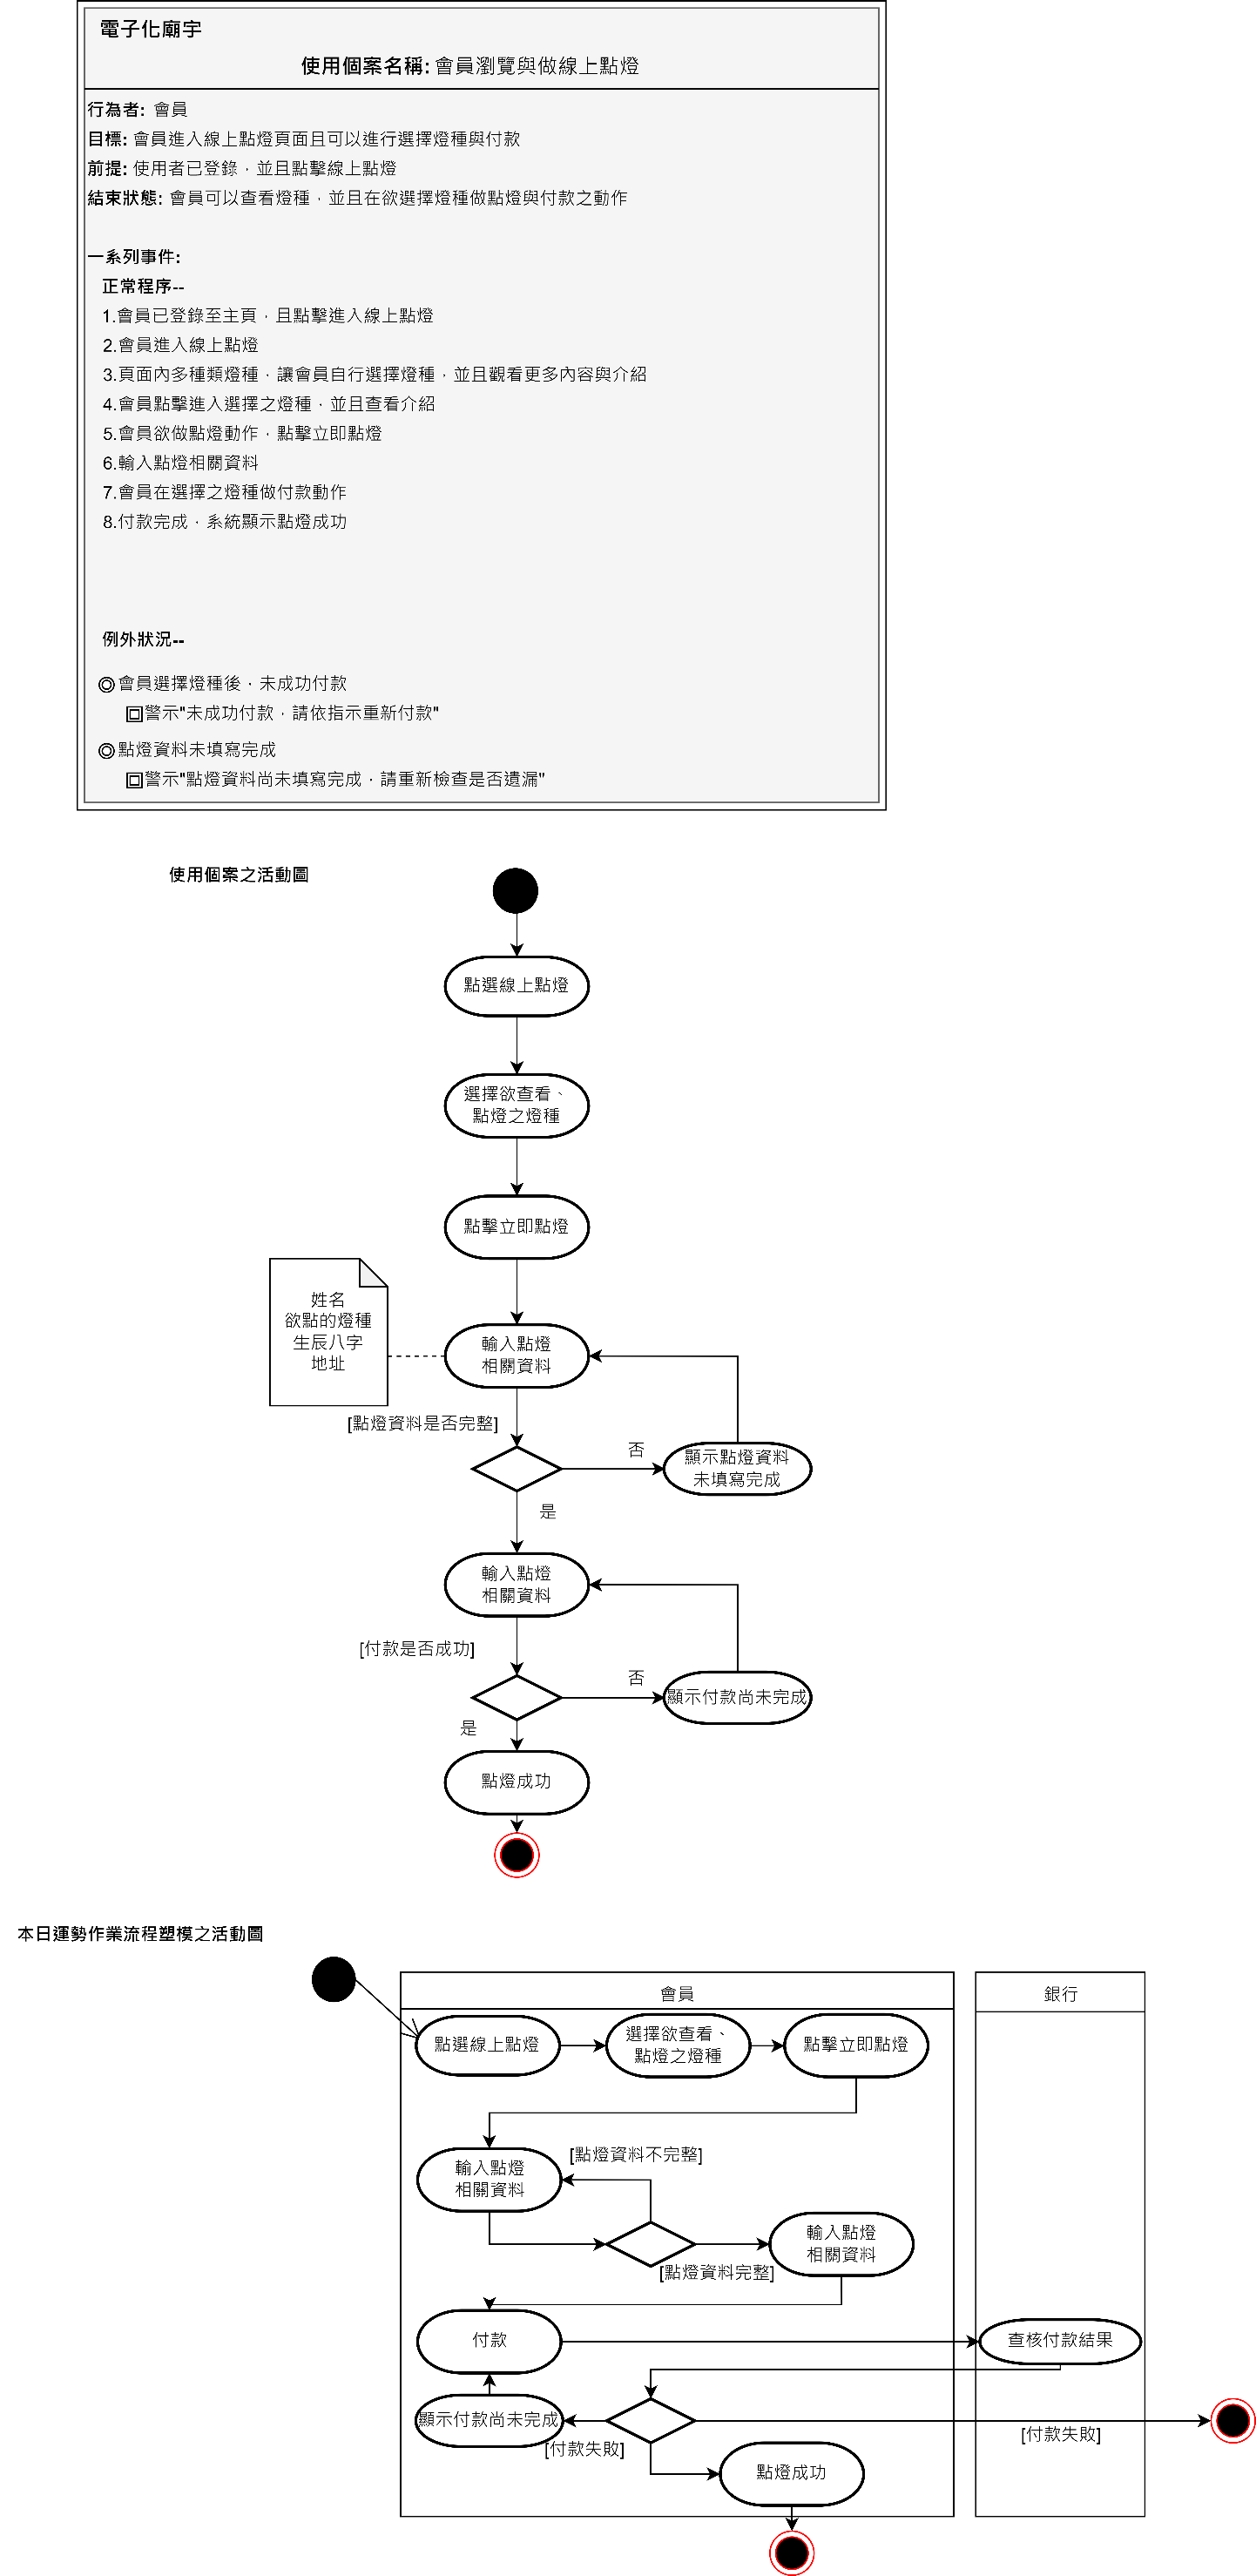 電子化廟宇
使用個案名稱: 會員瀏覽與做線上點燈
行為者: 會員
目標: 會員進入線上點燈頁面且可以進行選擇燈種與付款
前提: 使用者已登錄，並且點擊線上點燈
結束狀態: 會員可以查看燈種，並且在欲選擇燈種做點燈與付款之動作
一系列事件:
正常程序--
1.會員已登錄至主頁，且點擊進入線上點燈
2.會員進入線上點燈
3.頁面內多種類燈種，讓會員自行選擇燈種，並且觀看更多內容與介紹
4.會員點擊進入選擇之燈種，並且查看介紹
5.會員欲做點燈動作，點擊立即點燈
6.輸入點燈相關資料
7.會員在選擇之燈種做付款動作
8.付款完成，系統顯示點燈成功
例外狀況--
◎會員選擇燈種後，未成功付款
回警示"未成功付款，請依指示重新付款"
◎點燈資料未填寫完成
回警示"點燈資料尚未填寫完成，請重新檢查是否遺漏"
使用個案之活動圖
點選線上點燈
選擇欲查看、
點燈之燈種
點擊立即點燈
姓名
欲點的燈種
生辰八字
地址
輸入點燈
相關資料
[點燈資料是否完整]
否
顯示點燈資料
未填寫完成
是
輸入點燈
相關資料
[付款是否成功]
否
顯示付款尚未完成
是
點燈成功
本日運勢作業流程塑模之活動圖
會員
銀行
點選線上點燈
選擇欲查看、
點燈之燈種
點擊立即點燈
輸入點燈
相關資料
[點燈資料不完整]
輸入點燈
相關資料
[點燈資料完整]
付款
查核付款結果
顯示付款尚未完成
[付款失敗]
[付款失敗]
點燈成功